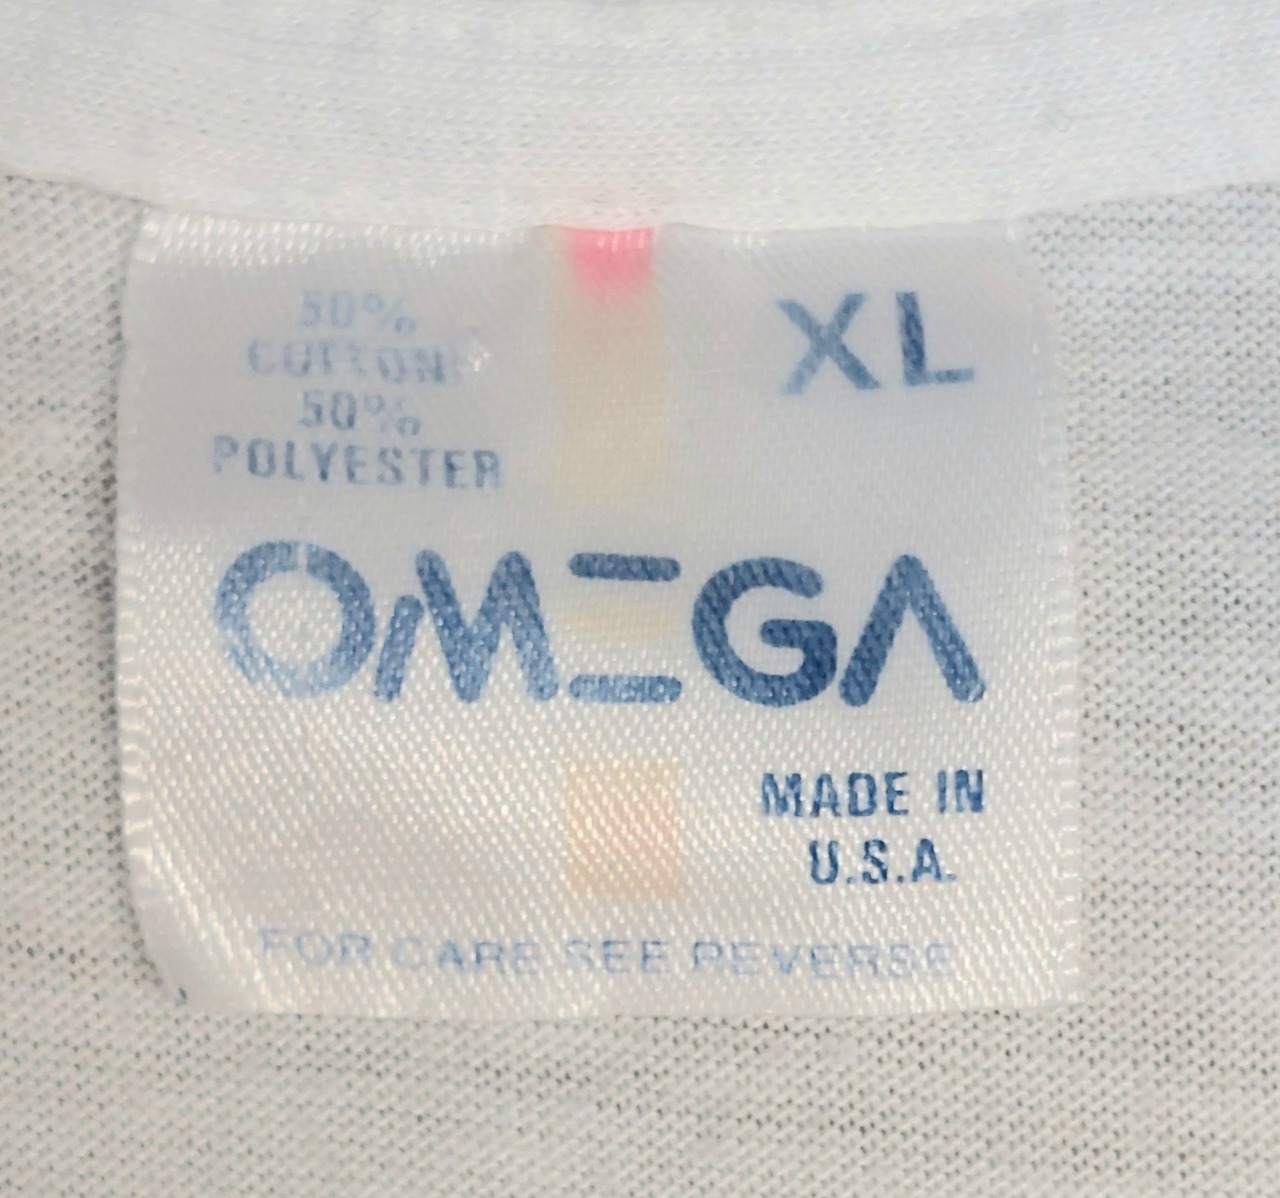 50%
COTTON
50%
POLYESTER
XL
OMEGA
MADE IN
U.S.A.
FOR CARE SEE REVERSE